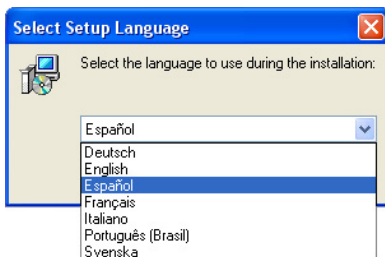 Select Setup Language
Select the language to use during the installation:
Español
Deutsch
English
Español
Français
Italiano
Português (Brasil)
Svenska